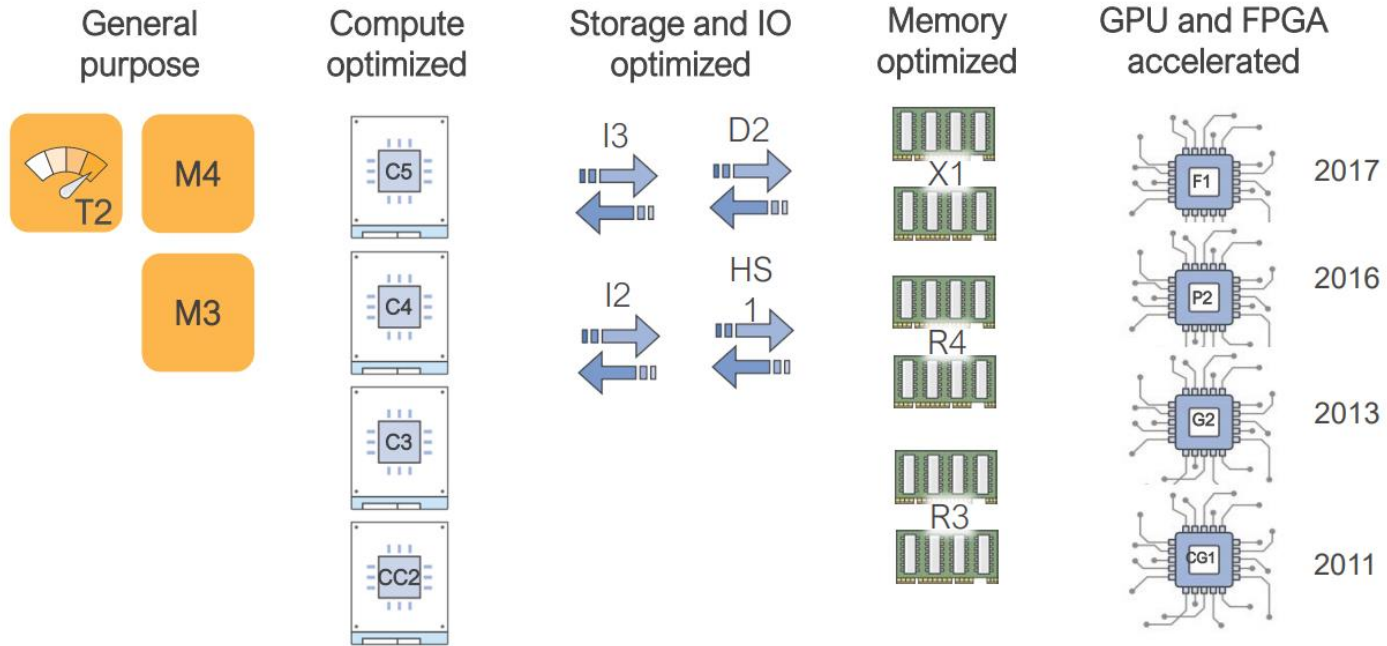 General
purpose
Compute
optimized
Storage and IO
optimized
Memory
optimized
GPU and FPGA
accelerated
T2
M4
M3
C5
C4
C3
CC2
I3
D2
I2
HS
1
X1
R4
R3
F1
2017
P2
2016
G2
2013
CG1
2011